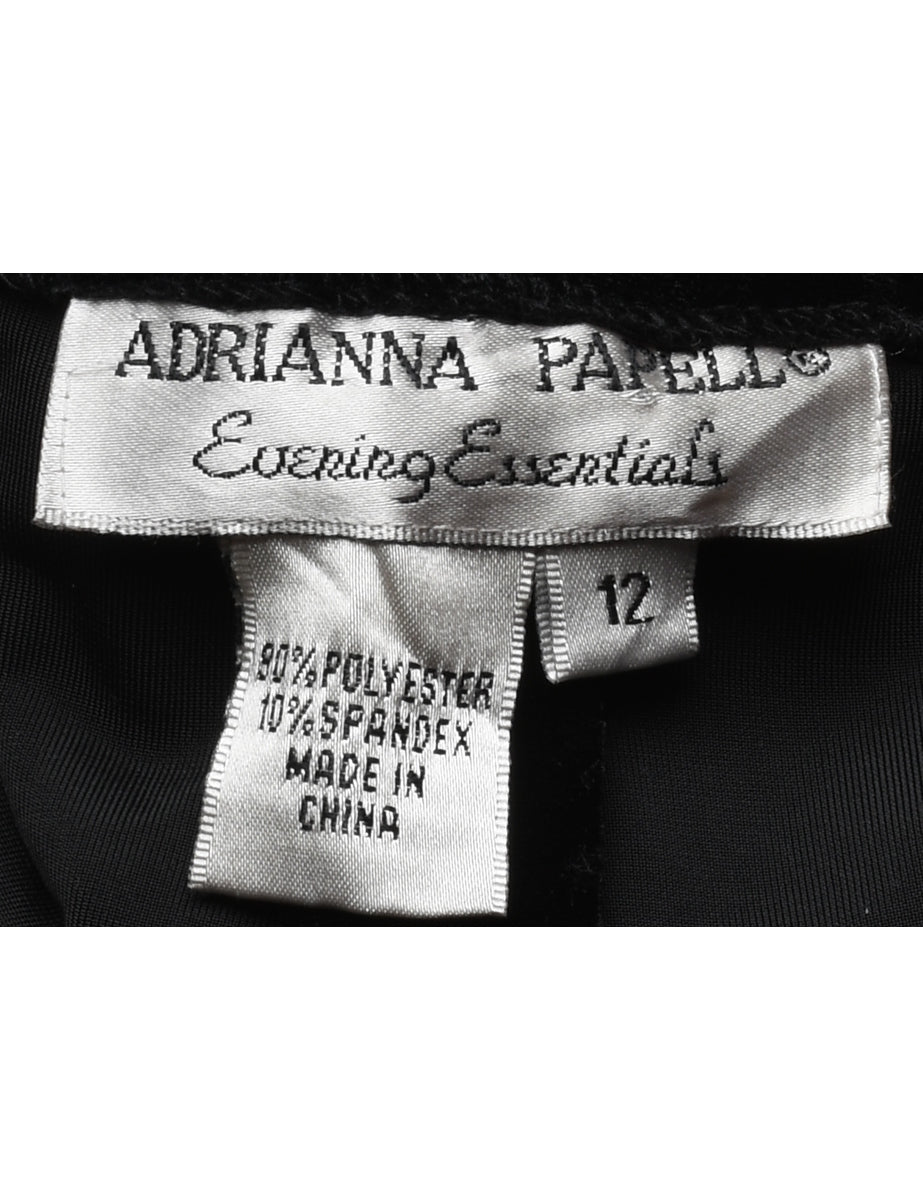 ADRIANNA PAPELL®
Evening Essentials
12
90% POLYESTER
10% SPANDEX
MADE IN
CHINA